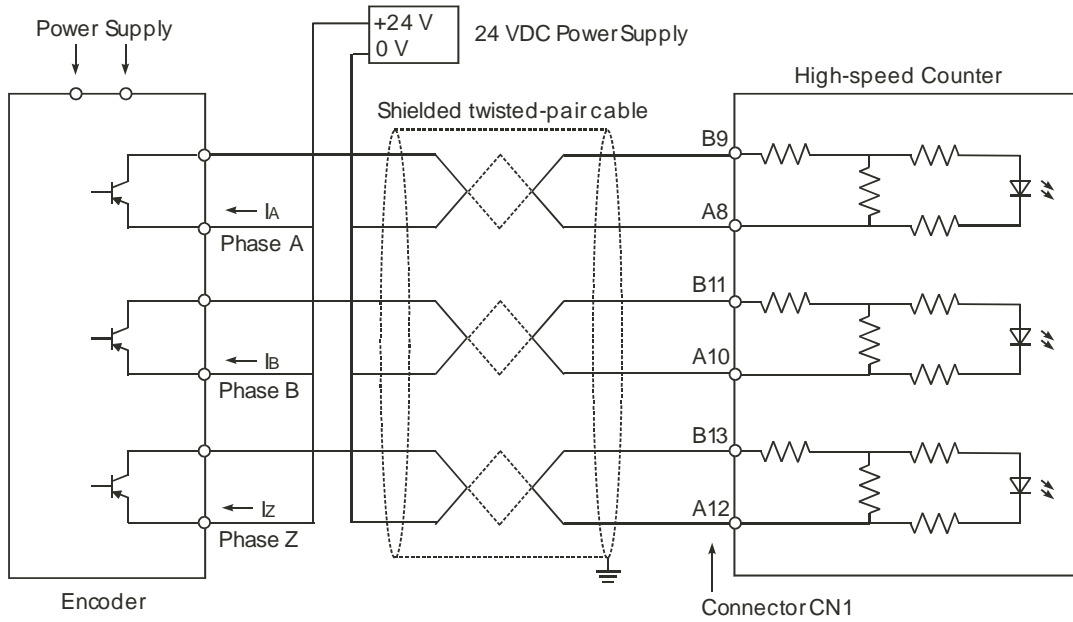 Power Supply
+24 V
0 V
24 VDC Power Supply
High-speed Counter
Shielded twisted-pair cable
B9
IA
A8
Phase A
B11
IB
A10
Phase B
B13
IZ
A12
Phase Z
Encoder
Connector CN1